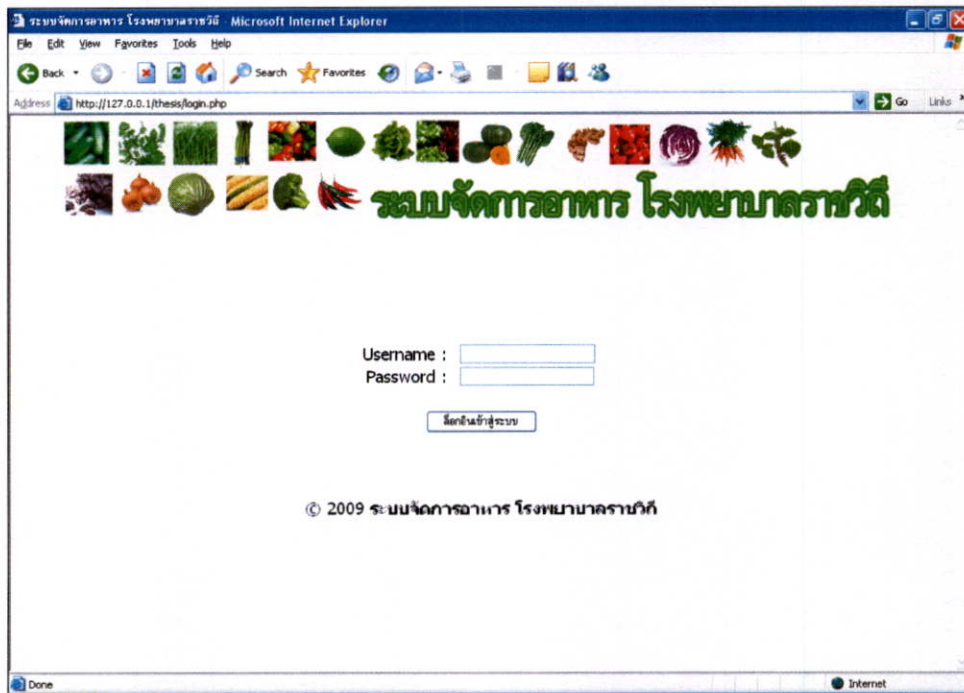 ระบบจัดการอาหาร โรงพยาบาลราชวิถี - Microsoft Internet Explorer
File Edit View Favorites Tools Help
Back Search Favorites
Address http://127.0.0.1/thesis/login.php Go Links »
ระบบจัดการอาหาร โรงพยาบาลราชวิถี
Username :
Password :
ล็อกอินเข้าสู่ระบบ
© 2009 ระบบจัดการอาหาร โรงพยาบาลราชวิถี
Done Internet